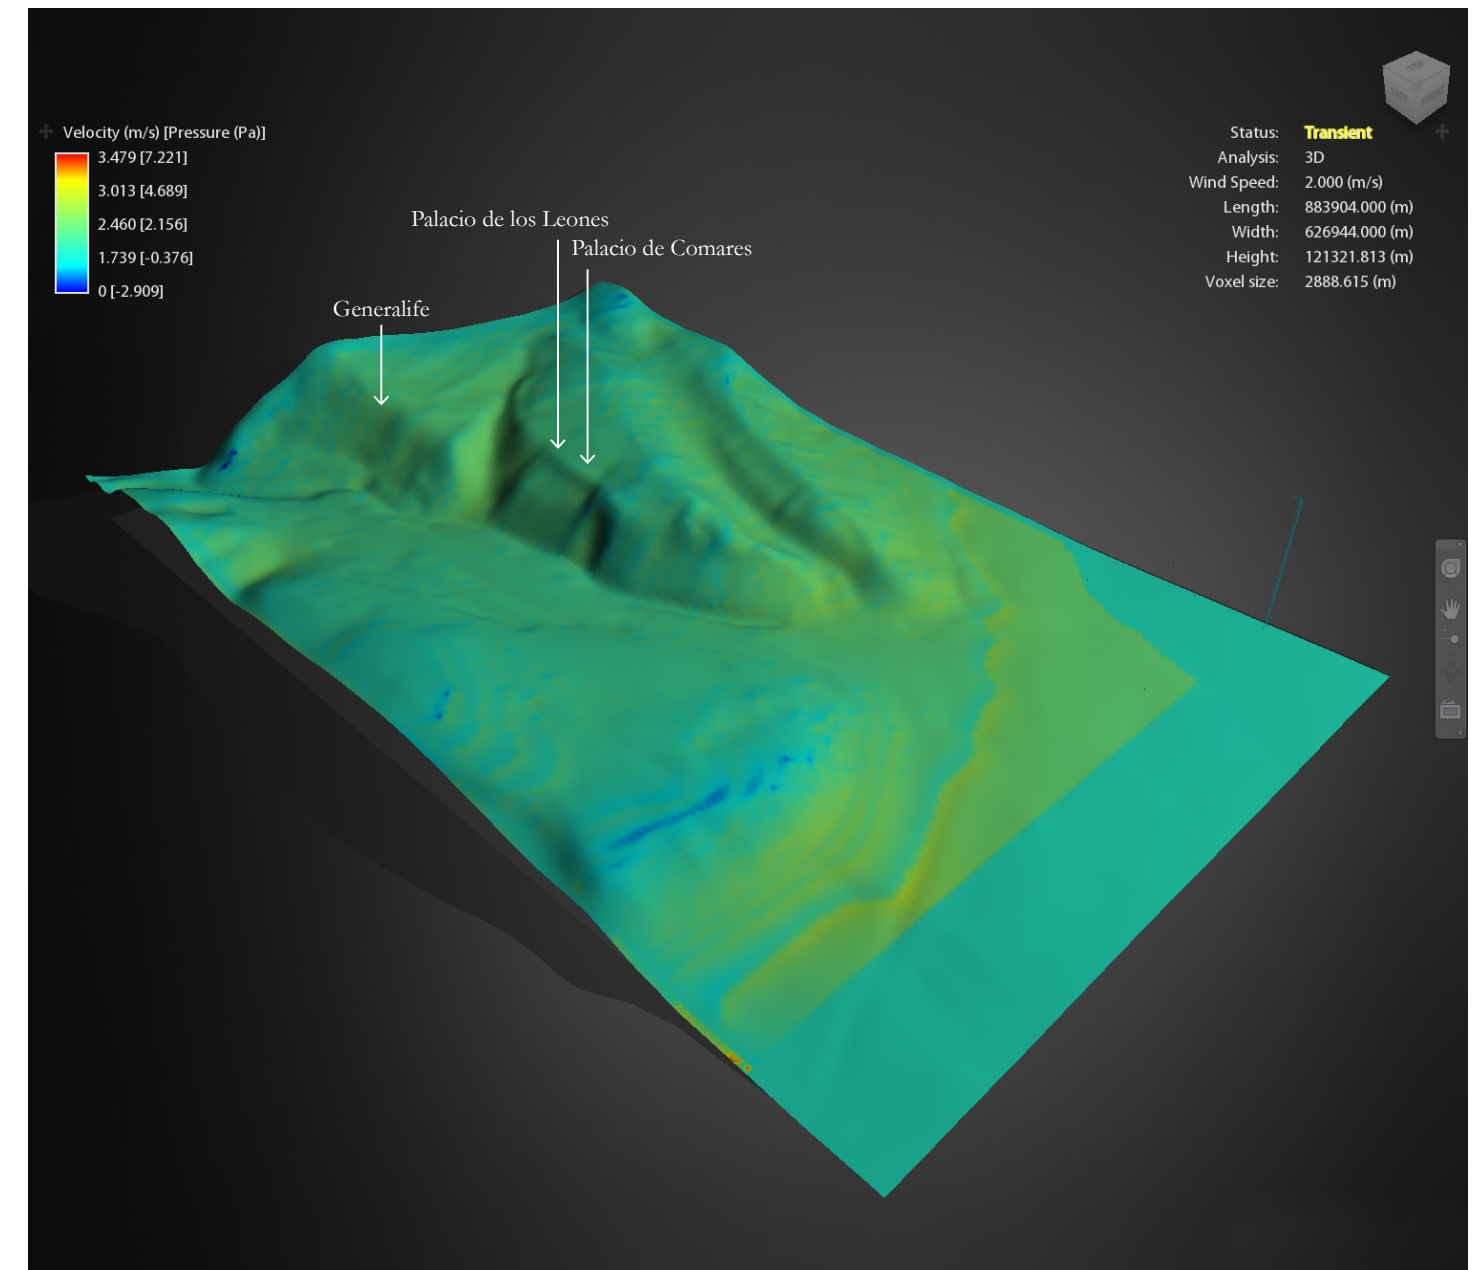 Velocity (m/s) [Pressure (Pa)]
3.479 [7.221]
3.013 [4.689]
2.460 [2.156]
1.739 [-0.376]
0 [-2.909]
Status: Transient
Analysis: 3D
Wind Speed: 2.000 (m/s)
Length: 883904.000 (m)
Width: 626944.000 (m)
Height: 121321.813 (m)
Voxel size: 2888.615 (m)
Palacio de los Leones
Palacio de Comares
Generalife